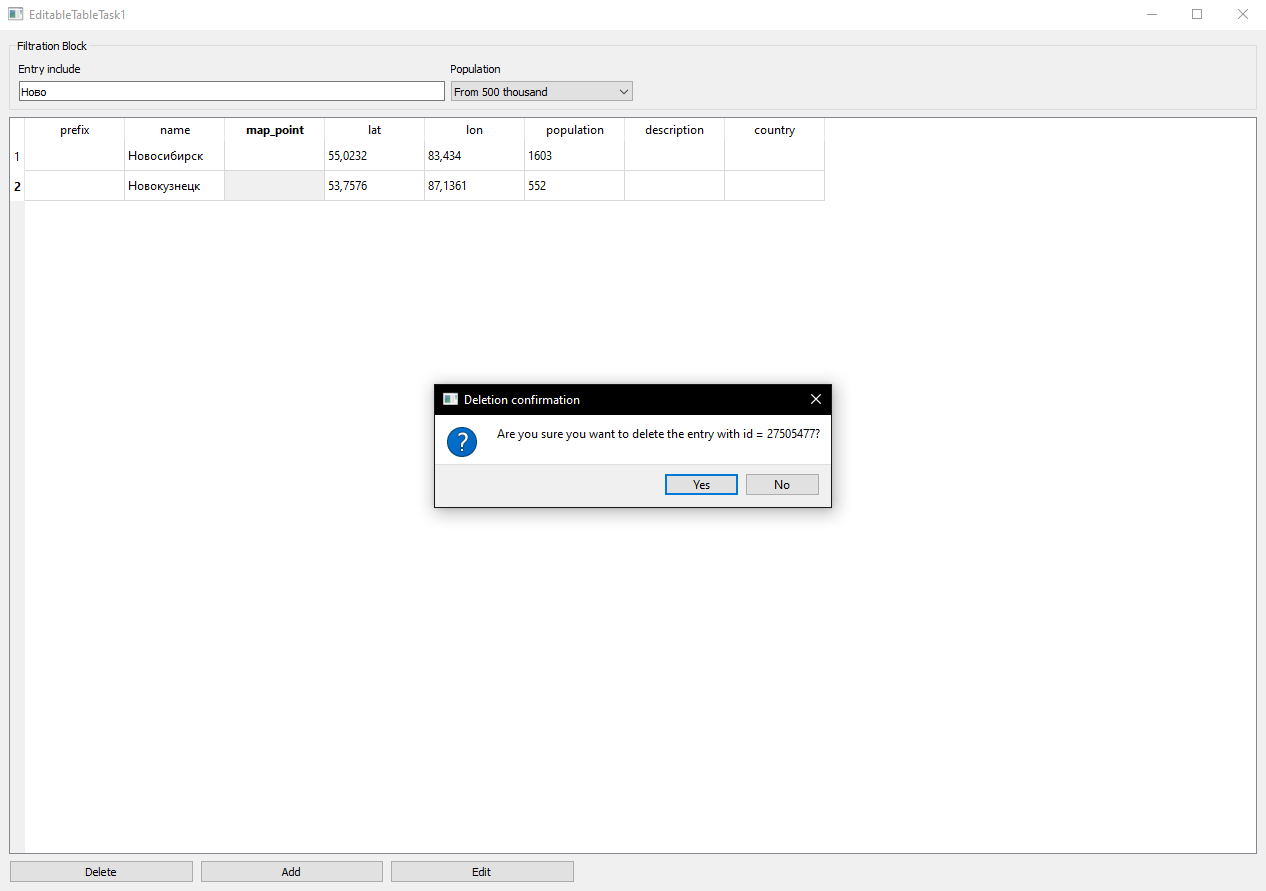 EditableTableTask1
Filtration Block
Entry include Population
Ново From 500 thousand
prefix name map_point lat lon population description country
1 Новосибирск 55,0232 83,434 1603
2 Новокузнецк 53,7576 87,1361 552
Deletion confirmation
? Are you sure you want to delete the entry with id = 27505477?
Yes No
Delete Add Edit